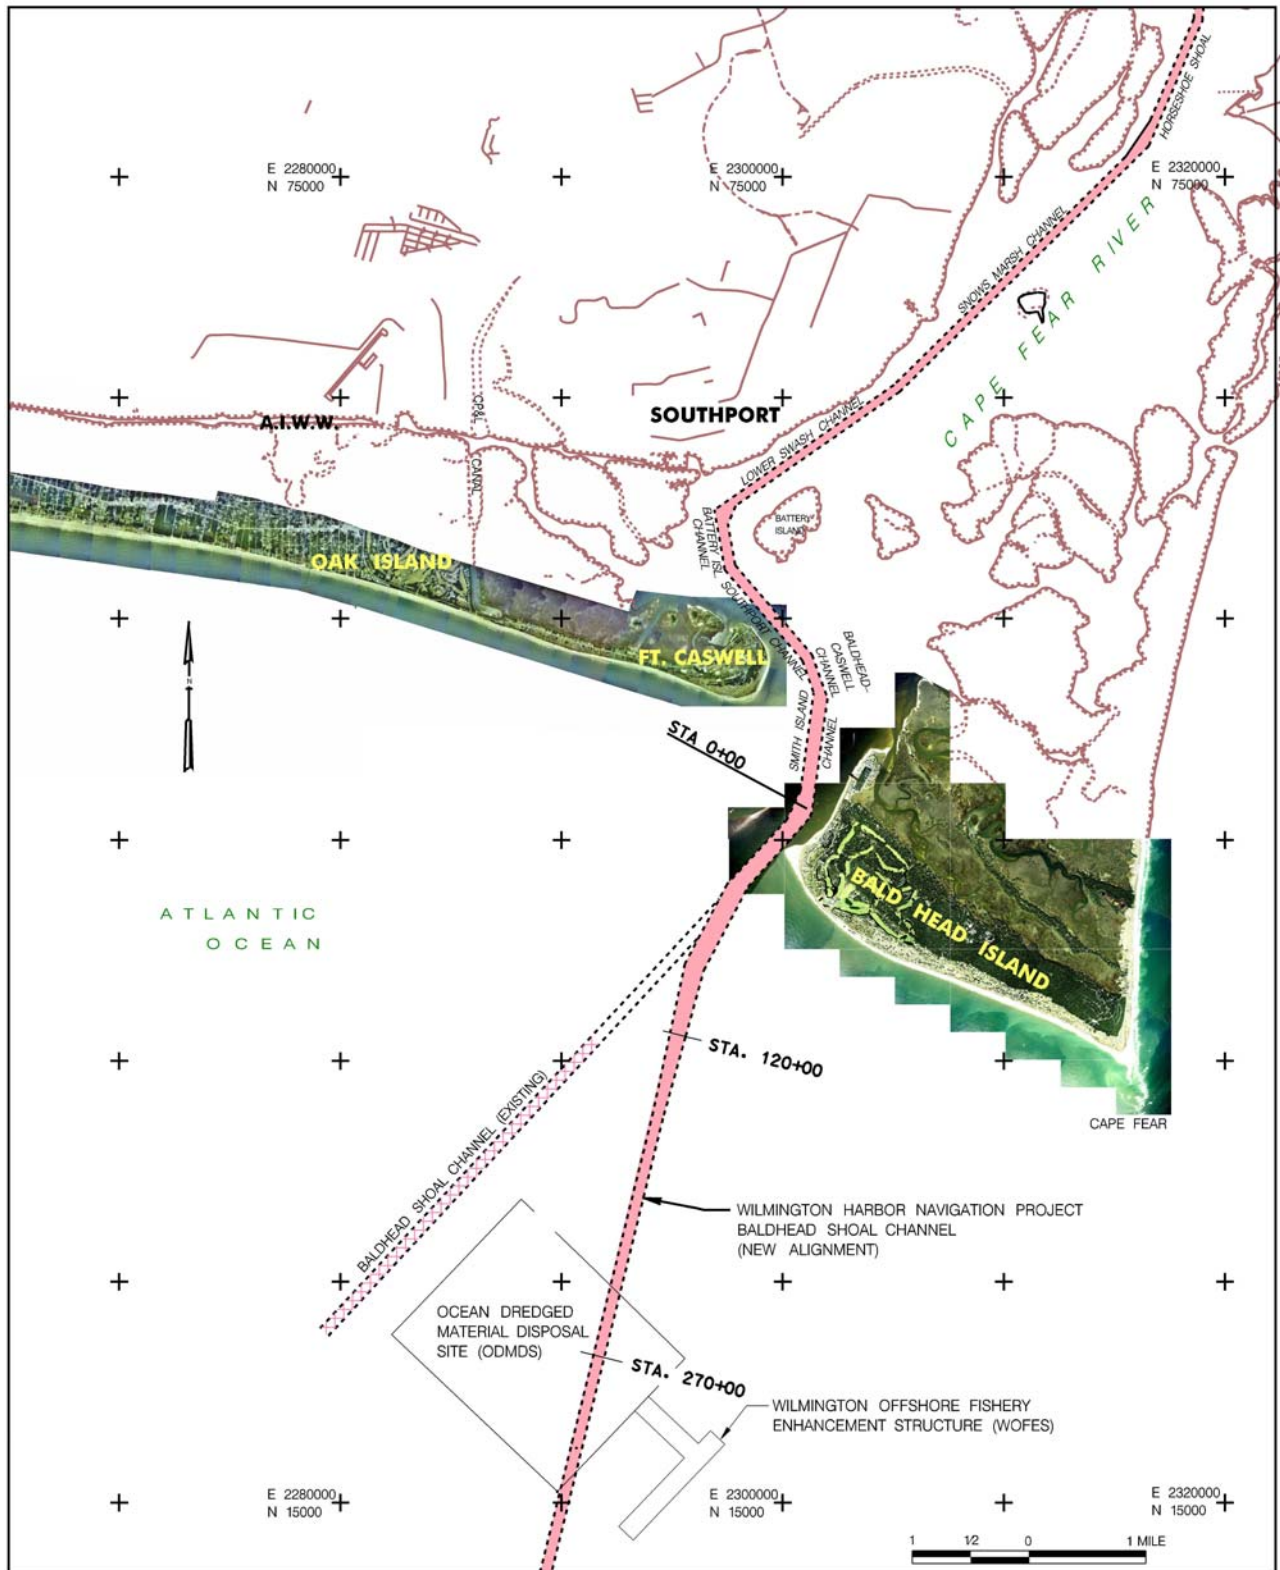 HORSESHOE SHOAL
E 2280000
N 75000
E 2300000
N 75000
E 2320000
N 75000
SNOWS MARSH CHANNEL
CAPE FEAR RIVER
CP&L
CANAL
A.I.W.W.
SOUTHPORT
LOWER SWASH CHANNEL
BATTERY
ISLAND
BATTERY ISL.
CHANNEL
OAK ISLAND
SOUTHPORT CHANNEL
FT. CASWELL
BALDHEAD-
CASWELL
CHANNEL
N
SMITH ISLAND
CHANNEL
STA 0+00
BALD HEAD ISLAND
ATLANTIC
OCEAN
STA. 120+00
CAPE FEAR
BALDHEAD SHOAL CHANNEL (EXISTING)
WILMINGTON HARBOR NAVIGATION PROJECT
BALDHEAD SHOAL CHANNEL
(NEW ALIGNMENT)
OCEAN DREDGED
MATERIAL DISPOSAL
SITE (ODMDS)
STA. 270+00
WILMINGTON OFFSHORE FISHERY
ENHANCEMENT STRUCTURE (WOFES)
E 2280000
N 15000
E 2300000
N 15000
E 2320000
N 15000
1 1/2 0 1 MILE